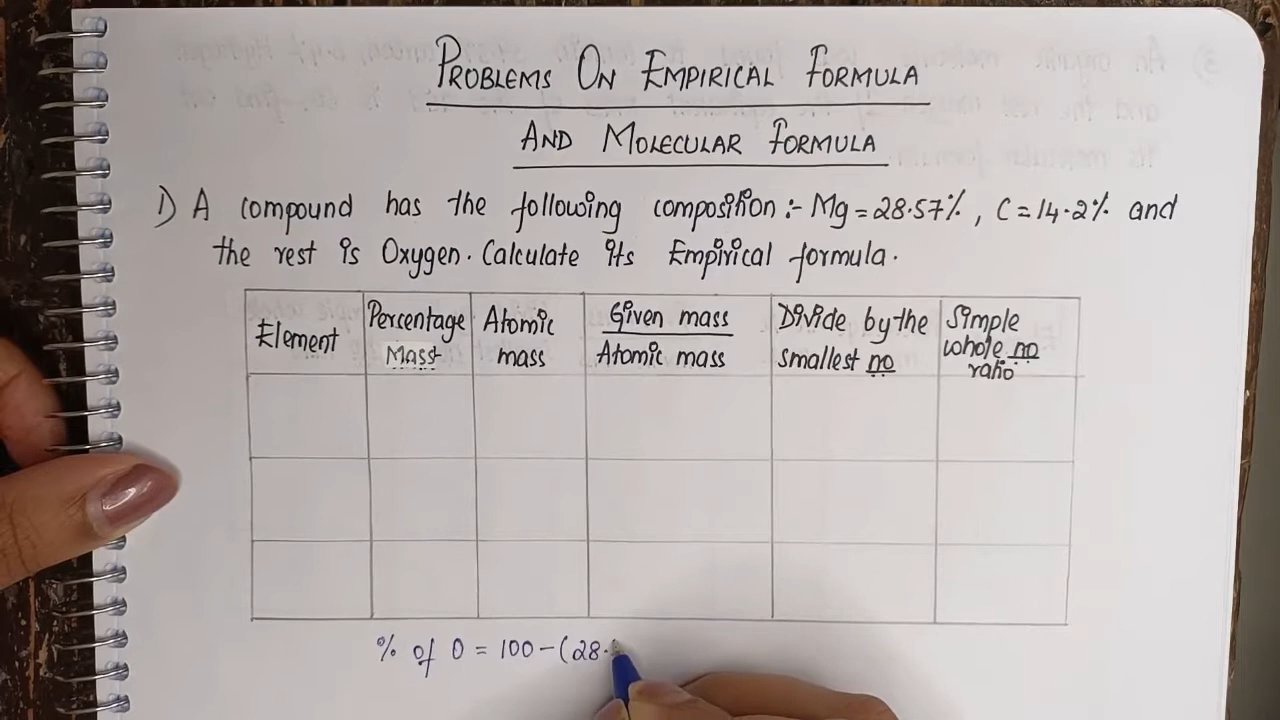 PROBLEMS ON EMPIRICAL FORMULA
AND MOLECULAR FORMULA
1) A compound has the following composition :- Mg = 28.57%, C = 14.2% and
the rest is Oxygen. Calculate its Empirical formula.
Element
Percentage
Mass
Atomic
mass
Given mass
Atomic mass
Divide by the
smallest no
Simple
whole no
ratio
% of O = 100 - (28.